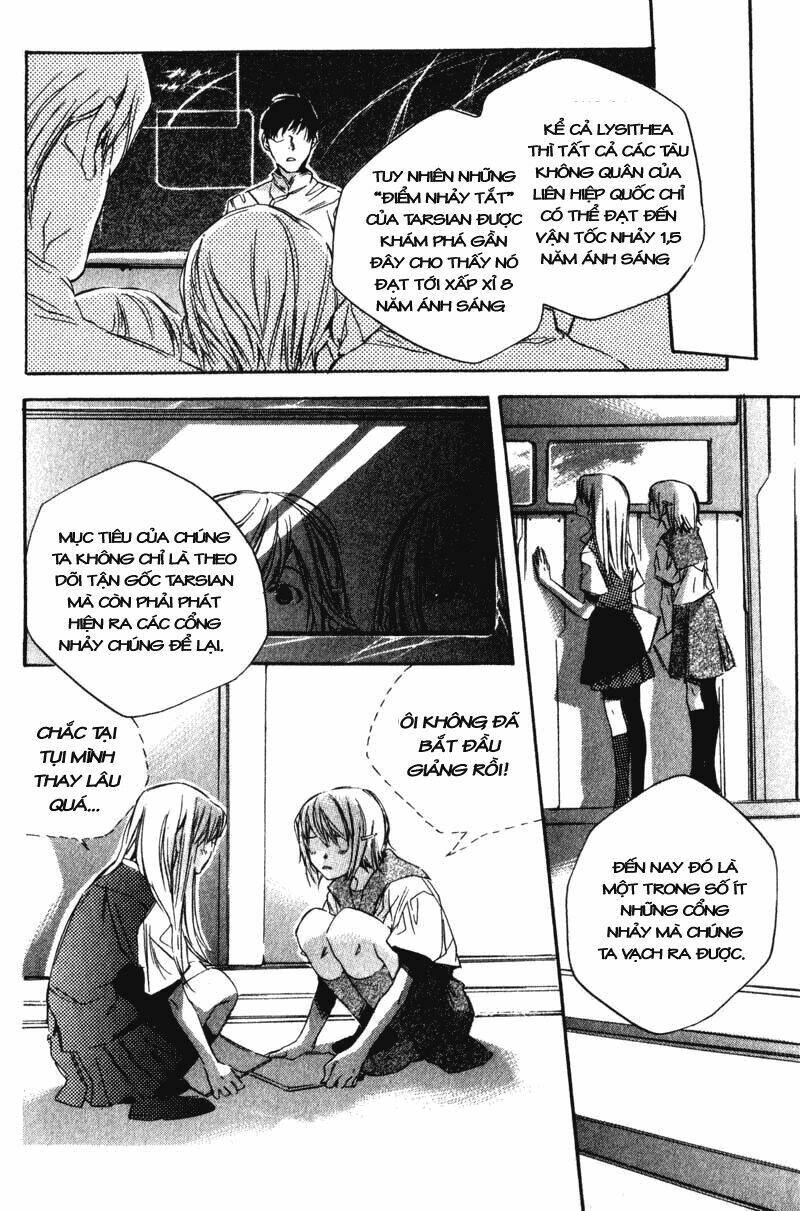 KỂ CẢ LYSITHEA
THÌ TẤT CẢ CÁC TÀU
KHÔNG QUÂN CỦA
LIÊN HIỆP QUỐC CHỈ
CÓ THỂ ĐẠT ĐẾN
VẬN TỐC NHẢY 1,5
NĂM ÁNH SÁNG
TUY NHIÊN NHỮNG
“ĐIỂM NHẢY TẮT”
CỦA TARSIAN ĐƯỢC
KHÁM PHÁ GẦN
ĐÂY CHO THẤY NÓ
ĐẠT TỚI XẤP XỈ 8
NĂM ÁNH SÁNG
MỤC TIÊU CỦA CHÚNG
TA KHÔNG CHỈ LÀ THEO
DÕI TẬN GỐC TARSIAN
MÀ CÒN PHẢI PHÁT
HIỆN RA CÁC CỔNG
NHẢY CHÚNG ĐỂ LẠI.
ĐẾN NAY ĐÓ LÀ
MỘT TRONG SỐ ÍT
NHỮNG CỔNG
NHẢY MÀ CHÚNG
TA VẠCH RA ĐƯỢC.
ÔI KHÔNG ĐÃ
BẮT ĐẦU
GIẢNG RỒI!
CHẮC TẠI
TỤI MÌNH
THAY LÂU
QUÁ...